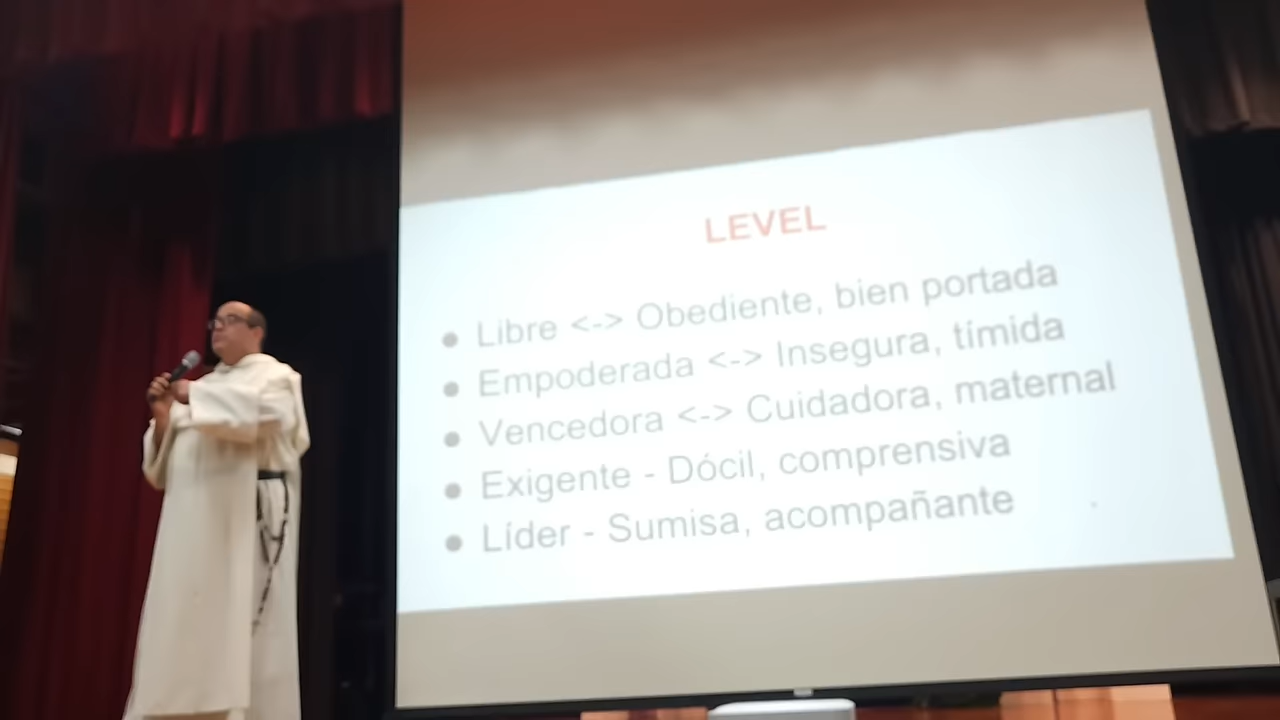 LEVEL
● Libre <-> Obediente, bien portada
● Empoderada <-> Insegura, tímida
● Vencedora <-> Cuidadora, maternal
● Exigente - Dócil, comprensiva
● Líder - Sumisa, acompañante